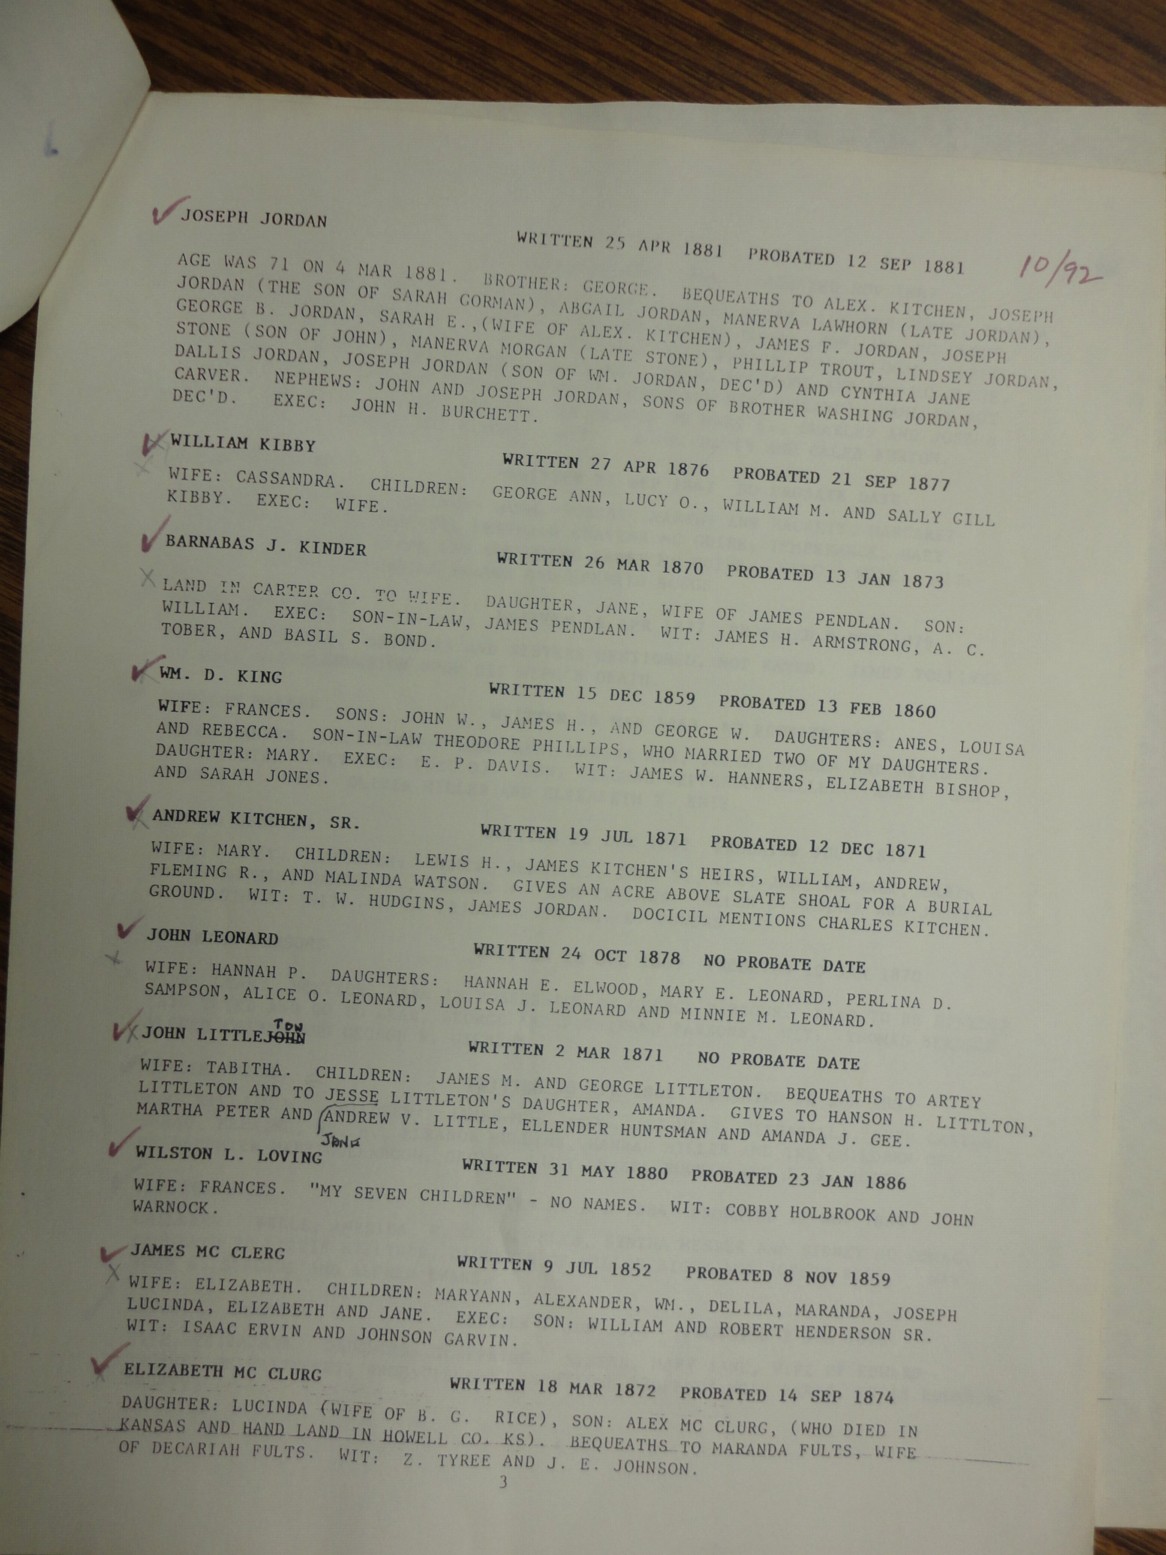 JOSEPH JORDAN WRITTEN 25 APR 1881 PROBATED 12 SEP 1881 10/92
AGE WAS 71 ON 4 MAR 1881. BROTHER: GEORGE. BEQUEATHS TO ALEX. KITCHEN, JOSEPH
JORDAN (THE SON OF SARAH GORMAN), ABGAIL JORDAN, MANERVA LAWHORN (LATE JORDAN),
GEORGE B. JORDAN, SARAH E.,(WIFE OF ALEX. KITCHEN), JAMES F. JORDAN, JOSEPH
STONE (SON OF JOHN), MANERVA MORGAN (LATE STONE), PHILLIP TROUT, LINDSEY JORDAN,
DALLIS JORDAN, JOSEPH JORDAN (SON OF WM. JORDAN, DEC'D) AND CYNTHIA JANE
CARVER. NEPHEWS: JOHN AND JOSEPH JORDAN, SONS OF BROTHER WASHING JORDAN,
DEC'D. EXEC: JOHN H. BURCHETT.
WILLIAM KIBBY WRITTEN 27 APR 1876 PROBATED 21 SEP 1877
WIFE: CASSANDRA. CHILDREN: GEORGE ANN, LUCY O., WILLIAM M. AND SALLY GILL
KIBBY. EXEC: WIFE.
BARNABAS J. KINDER WRITTEN 26 MAR 1870 PROBATED 13 JAN 1873
LAND IN CARTER CO. TO WIFE. DAUGHTER, JANE, WIFE OF JAMES PENDLAN. SON:
WILLIAM. EXEC: SON-IN-LAW, JAMES PENDLAN. WIT: JAMES H. ARMSTRONG, A. C.
TOBER, AND BASIL S. BOND.
WM. D. KING WRITTEN 15 DEC 1859 PROBATED 13 FEB 1860
WIFE: FRANCES. SONS: JOHN W., JAMES H., AND GEORGE W. DAUGHTERS: ANES, LOUISA
AND REBECCA. SON-IN-LAW THEODORE PHILLIPS, WHO MARRIED TWO OF MY DAUGHTERS.
DAUGHTER: MARY. EXEC: E. P. DAVIS. WIT: JAMES W. HANNERS, ELIZABETH BISHOP,
AND SARAH JONES.
ANDREW KITCHEN, SR. WRITTEN 19 JUL 1871 PROBATED 12 DEC 1871
WIFE: MARY. CHILDREN: LEWIS H., JAMES KITCHEN'S HEIRS, WILLIAM, ANDREW,
FLEMING R., AND MALINDA WATSON. GIVES AN ACRE ABOVE SLATE SHOAL FOR A BURIAL
GROUND. WIT: T. W. HUDGINS, JAMES JORDAN. DOCICIL MENTIONS CHARLES KITCHEN.
JOHN LEONARD WRITTEN 24 OCT 1878 NO PROBATE DATE
WIFE: HANNAH P. DAUGHTERS: HANNAH E. ELWOOD, MARY E. LEONARD, PERLINA D.
SAMPSON, ALICE O. LEONARD, LOUISA J. LEONARD AND MINNIE M. LEONARD.
TON
JOHN LITTLEJOHN WRITTEN 2 MAR 1871 NO PROBATE DATE
WIFE: TABITHA. CHILDREN: JAMES M. AND GEORGE LITTLETON. BEQUEATHS TO ARTEY
LITTLETON AND TO JESSE LITTLETON'S DAUGHTER, AMANDA. GIVES TO HANSON H. LITTLTON,
MARTHA PETER AND ANDREW V. LITTLE, ELLENDER HUNTSMAN AND AMANDA J. GEE.
WILSTON L. LOVING WRITTEN 31 MAY 1880 PROBATED 23 JAN 1886
WIFE: FRANCES. "MY SEVEN CHILDREN" - NO NAMES. WIT: COBBY HOLBROOK AND JOHN
WARNOCK.
JAMES MC CLERG WRITTEN 9 JUL 1852 PROBATED 8 NOV 1859
WIFE: ELIZABETH. CHILDREN: MARYANN, ALEXANDER, WM., DELILA, MARANDA, JOSEPH
LUCINDA, ELIZABETH AND JANE. EXEC: SON: WILLIAM AND ROBERT HENDERSON SR.
WIT: ISAAC ERVIN AND JOHNSON GARVIN.
ELIZABETH MC CLURG WRITTEN 18 MAR 1872 PROBATED 14 SEP 1874
DAUGHTER: LUCINDA (WIFE OF B. G. RICE), SON: ALEX MC CLURG, (WHO DIED IN
KANSAS AND HAND LAND IN HOWELL CO. KS). BEQUEATHS TO MARANDA FULTS, WIFE
OF DECARIAH FULTS. WIT: Z. TYREE AND J. E. JOHNSON.
3